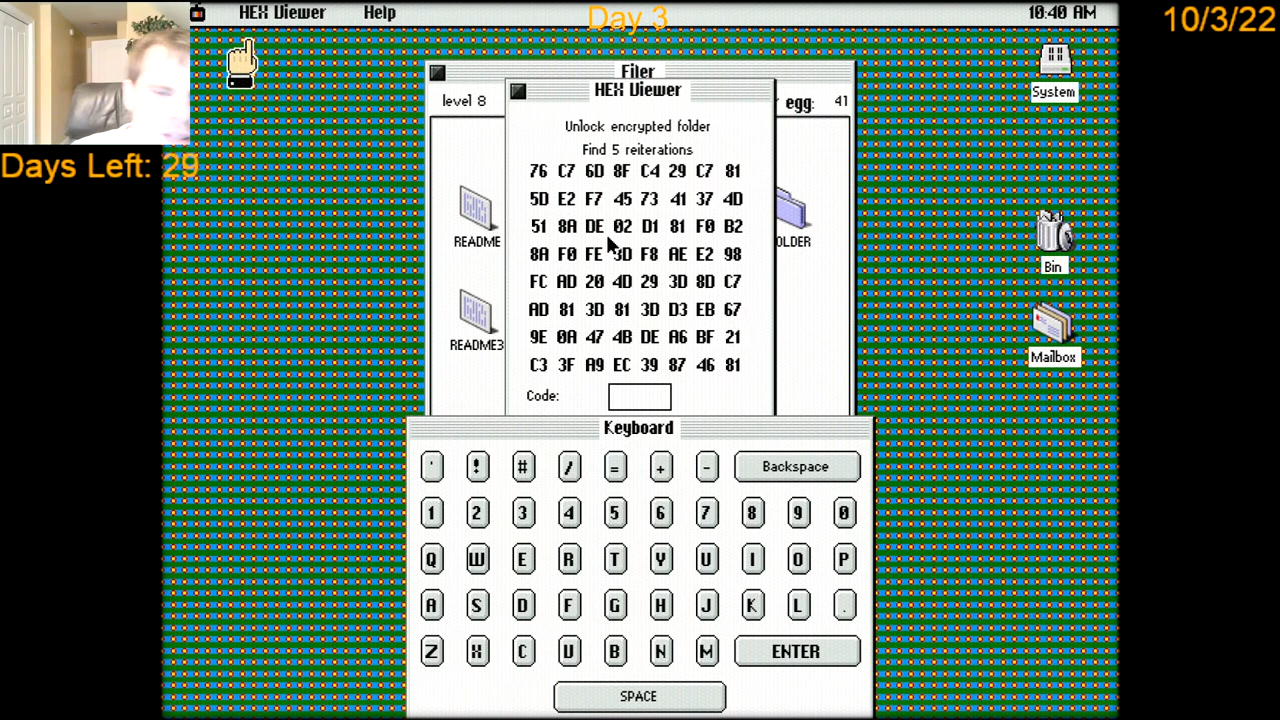 HEX Viewer Help Day 3 10:40 AM 10/3/22
System
Days Left: 29
Filer
level 8 egg: 41
HEX Viewer
Unlock encrypted folder
Find 5 reiterations
76 C7 6D 8F C4 29 C7 81
5D E2 F7 45 73 41 37 4D
51 8A DE 02 D1 81 F0 B2
8A F0 FE 3D F8 AE E2 98
FC AD 20 4D 29 3D 8D C7
AD 81 3D 81 3D D3 EB 67
9E 0A 47 4B DE A6 BF 21
C3 3F A9 EC 39 87 46 81
Code:
README
OLDER
README3
Bin
Mailbox
Keyboard
' ! # / = + - Backspace
1 2 3 4 5 6 7 8 9 0
Q W E R T Y U I O P
A S D F G H J K L .
Z X C V B N M ENTER
SPACE